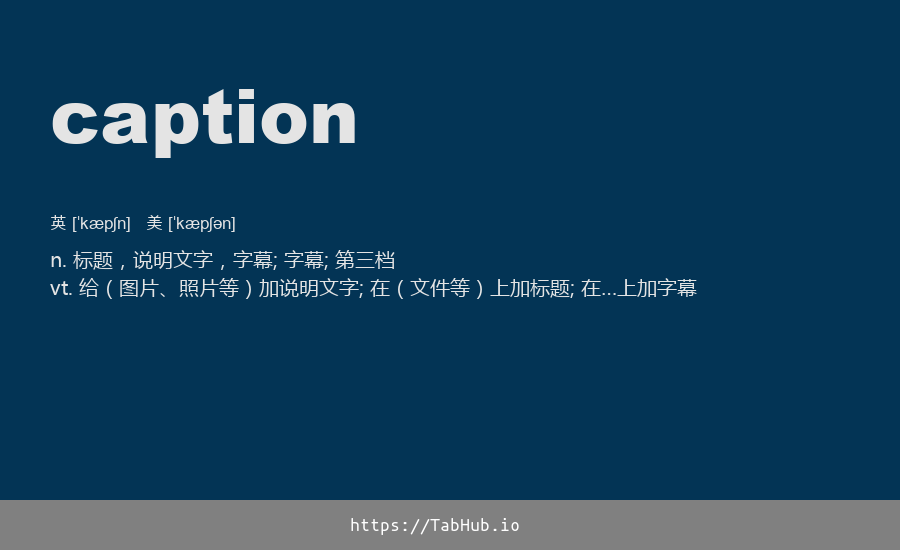 caption
英 [ˈkæpʃn] 美 [ˈkæpʃən]
n. 标题，说明文字，字幕; 字幕; 第三档
vt. 给（图片、照片等）加说明文字; 在（文件等）上加标题; 在…上加字幕
https://TabHub.io